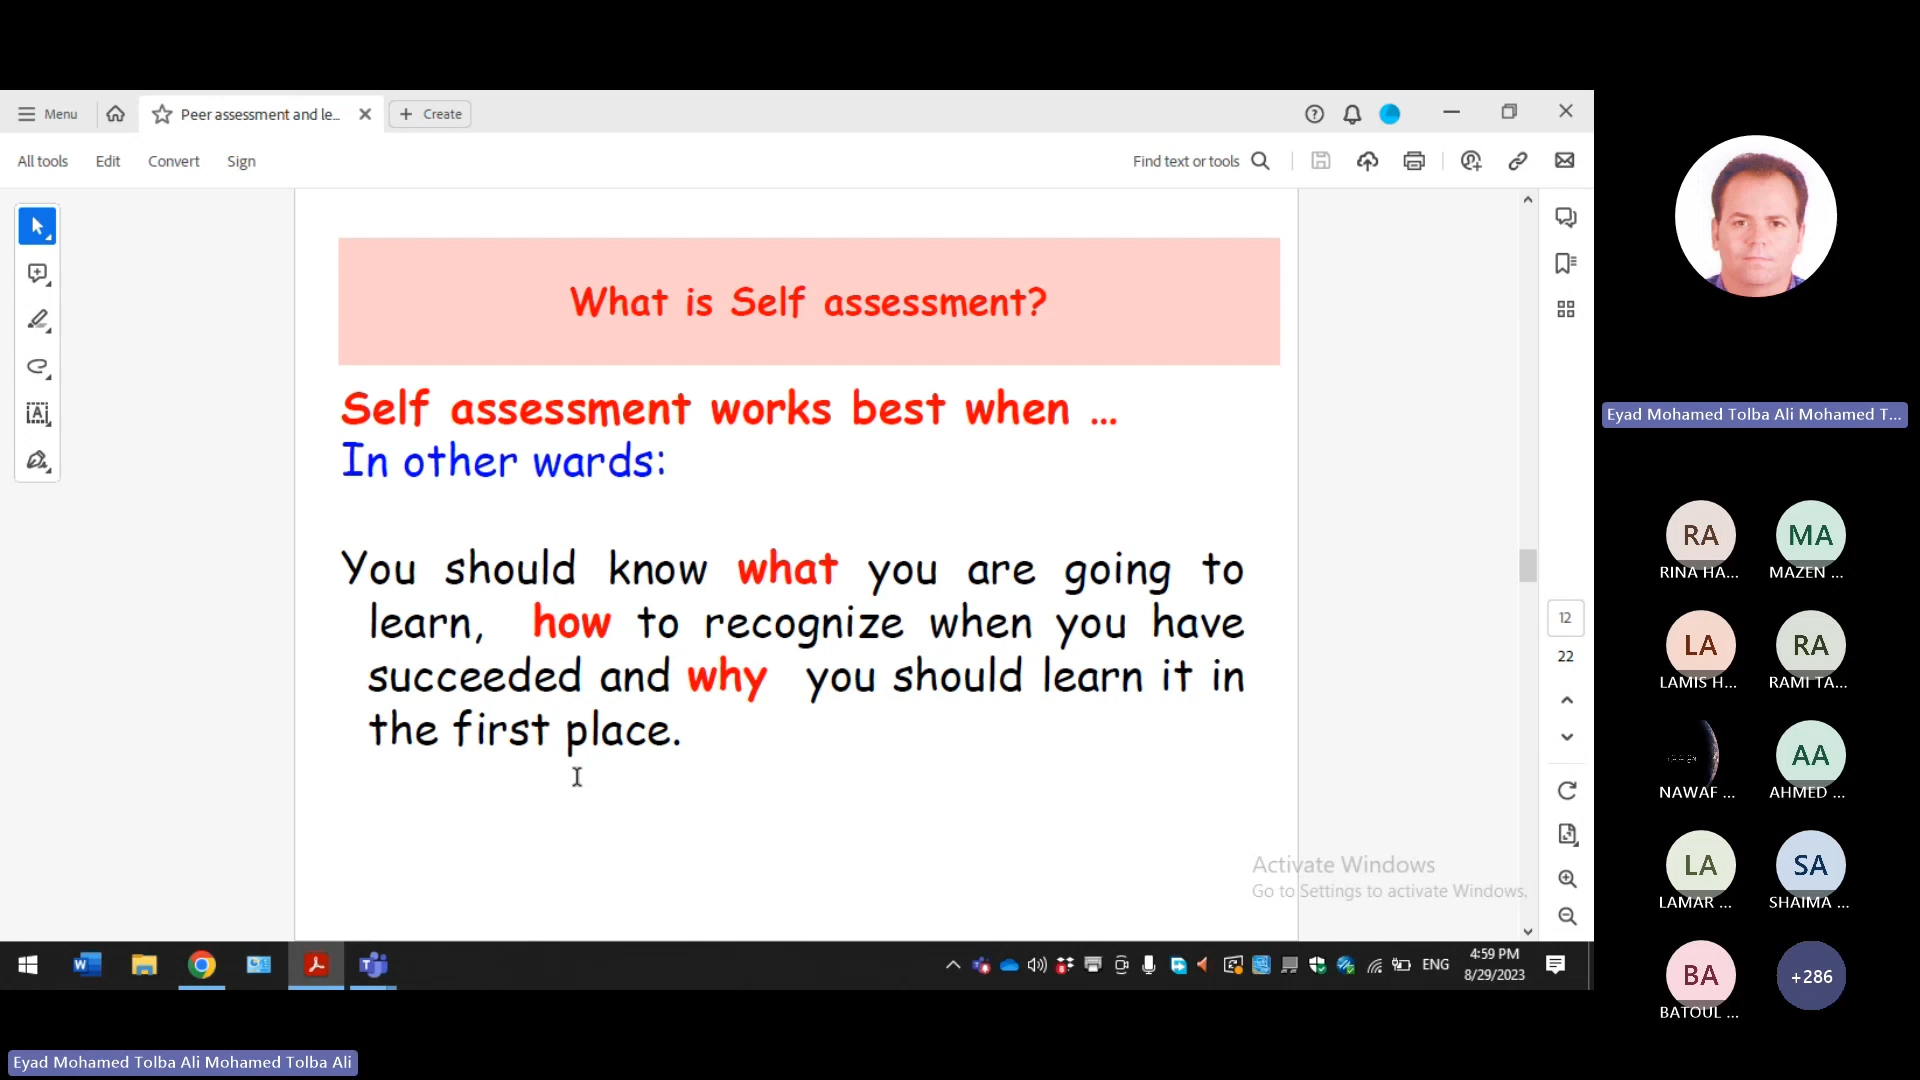 Menu
Peer assessment and le...
Create
All tools
Edit
Convert
Sign
Find text or tools
What is Self assessment?
Self assessment works best when ...
In other wards:
You should know what you are going to
learn, how to recognize when you have
succeeded and why you should learn it in
the first place.
12
22
Activate Windows
Go to Settings to activate Windows.
ENG
4:59 PM
8/29/2023
Eyad Mohamed Tolba Ali Mohamed T...
RA
RINA HA...
MA
MAZEN ...
LA
LAMIS H...
RA
RAMI TA...
NAWAF ...
AA
AHMED ...
LA
LAMAR ...
SA
SHAIMA ...
BA
BATOUL ...
+286
Eyad Mohamed Tolba Ali Mohamed Tolba Ali